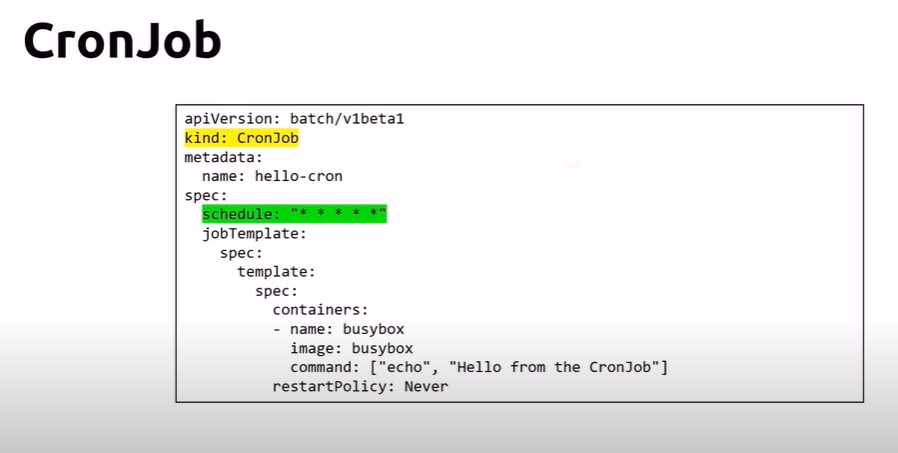 CronJob
apiVersion: batch/v1beta1
kind: CronJob
metadata:
  name: hello-cron
spec:
  schedule: "* * * * *"
  jobTemplate:
    spec:
      template:
        spec:
          containers:
          - name: busybox
            image: busybox
            command: ["echo", "Hello from the CronJob"]
          restartPolicy: Never